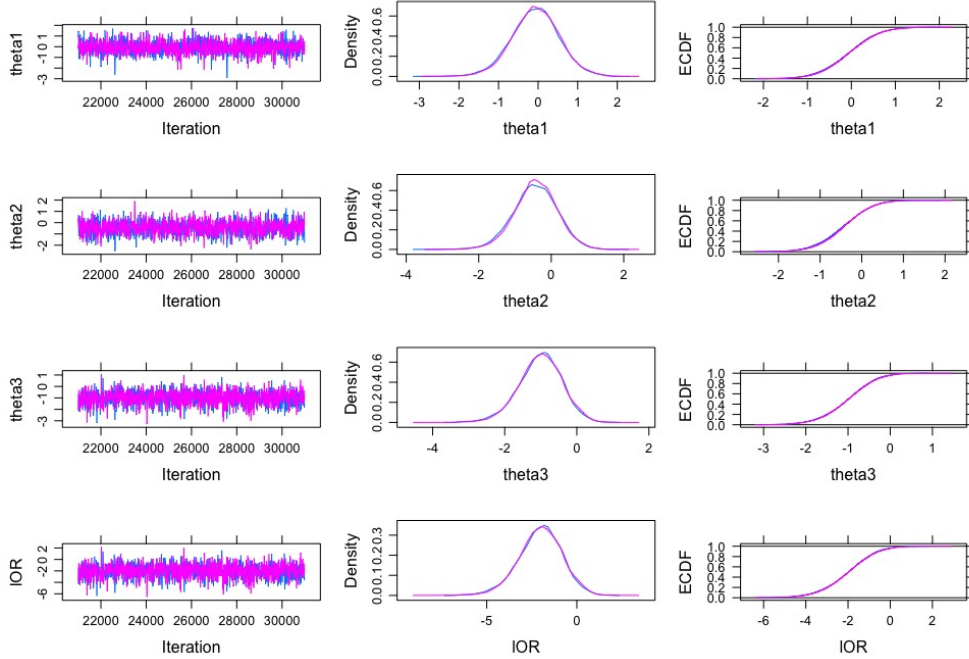 theta1
-3 -1 0 1
22000 24000 26000 28000 30000
Iteration
Density
0.0 0.2 0.4 0.6
-3 -2 -1 0 1 2
theta1
ECDF
0.0 0.2 0.4 0.6 0.8 1.0
-2 -1 0 1 2
theta1
theta2
-2 0 1 2
22000 24000 26000 28000 30000
Iteration
Density
0.0 0.2 0.4 0.6
-4 -2 0 2
theta2
ECDF
0.0 0.2 0.4 0.6 0.8 1.0
-3 -2 -1 0 1 2
theta2
theta3
-3 -1 0 1
22000 24000 26000 28000 30000
Iteration
Density
0.0 0.2 0.4 0.6
-4 -2 0 2
theta3
ECDF
0.0 0.2 0.4 0.6 0.8 1.0
-3 -2 -1 0 1
theta3
IOR
-6 -2 0 2
22000 24000 26000 28000 30000
Iteration
Density
0.0 0.1 0.2 0.3
-5 0
IOR
ECDF
0.0 0.2 0.4 0.6 0.8 1.0
-6 -4 -2 0 2
IOR